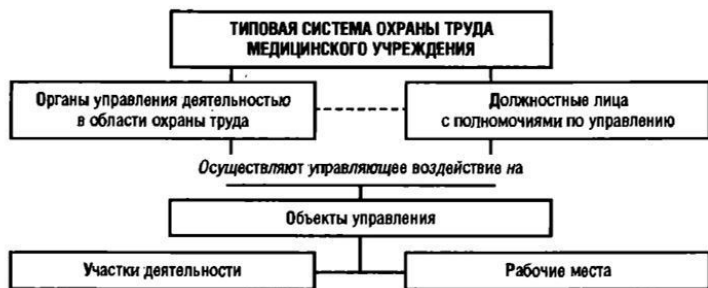 ТИПОВАЯ СИСТЕМА ОХРАНЫ ТРУДА
МЕДИЦИНСКОГО УЧРЕЖДЕНИЯ
Органы управления деятельностью
в области охраны труда
Должностные лица
с полномочиями по управлению
Осуществляют управляющее воздействие на
Объекты управления
Участки деятельности
Рабочие места